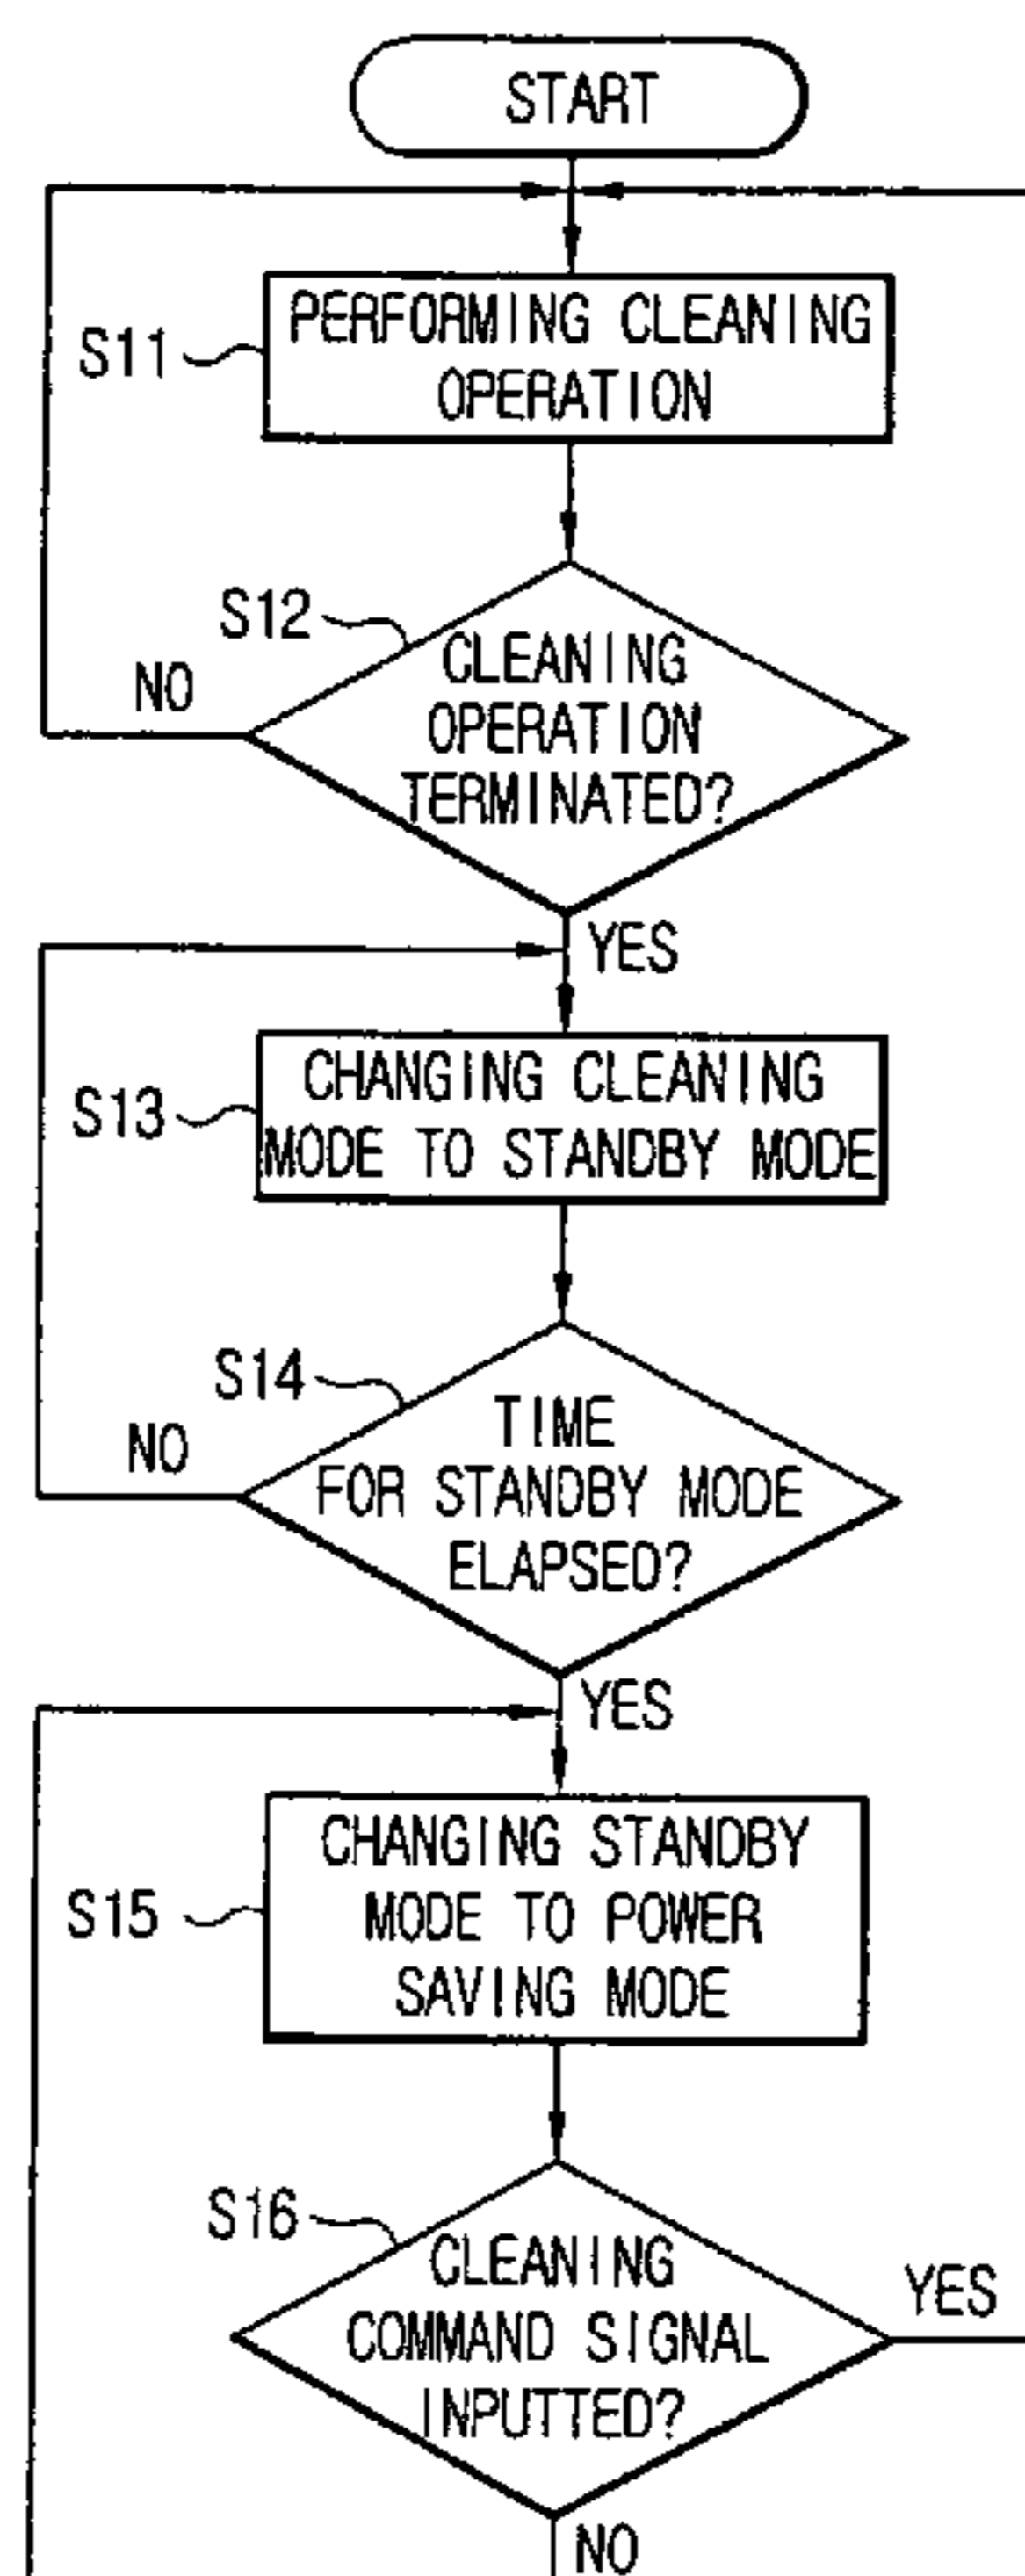 START
PERFORMING CLEANING
OPERATION
S11
S12
CLEANING
OPERATION
TERMINATED?
NO
YES
CHANGING CLEANING
MODE TO STANDBY MODE
S13
S14
TIME
FOR STANDBY MODE
ELAPSED?
NO
YES
CHANGING STANDBY
MODE TO POWER
SAVING MODE
S15
S16
CLEANING
COMMAND SIGNAL
INPUTTED?
YES
NO